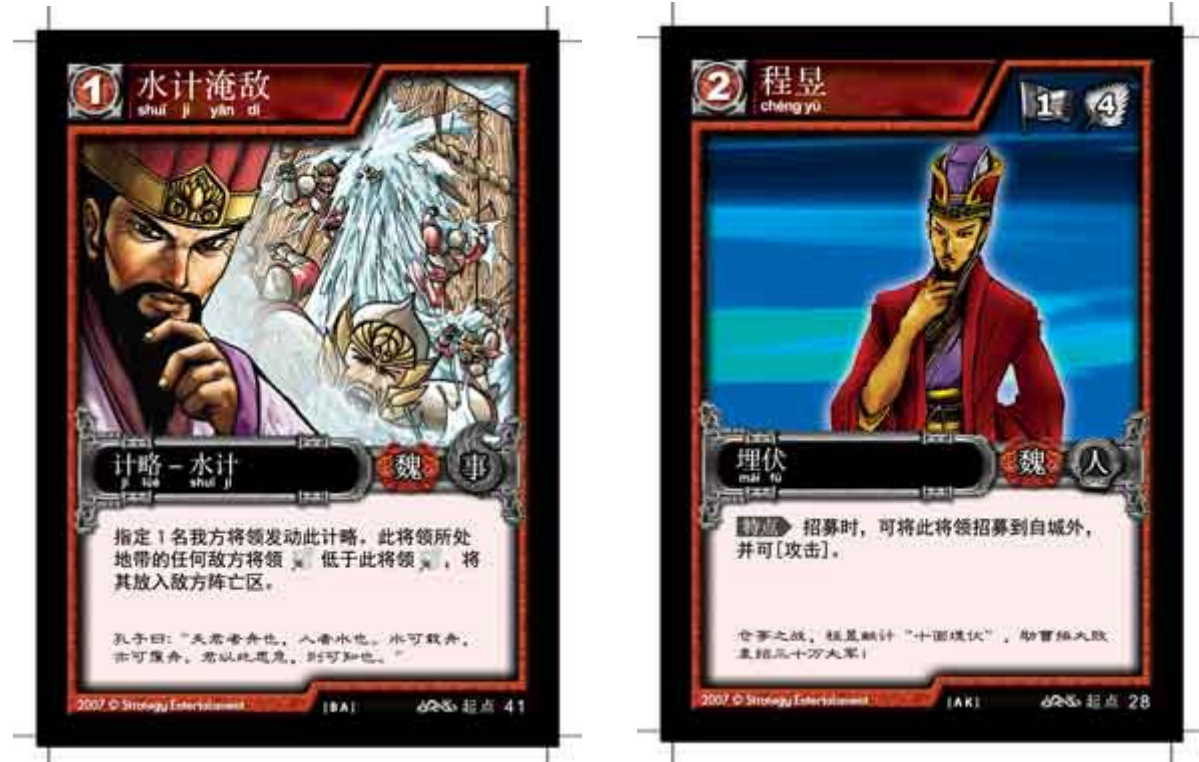 1
水计淹敌
shuǐ jì yān dí
计略－水计
jì lüè shuǐ jì
魏
事
指定1名我方将领发动此计略。此将领所处
地带的任何敌方将领 低于此将领 ，将
其放入敌方阵亡区。
孔子曰：“夫君者舟也，人者水也。水可载舟，
亦可覆舟，君以此思危，则可知也。”
2007 © Strategy Entertainment
[BA]
起点 41
2
程昱
chéng yù
1
4
埋伏
mái fú
魏
人
特点 招募时，可将此将领招募到自城外，
并可[攻击]。
仓亭之战，程昱献计“十面埋伏”，助曹操大败
袁绍三十万大军！
2007 © Strategy Entertainment
[AK]
起点 28